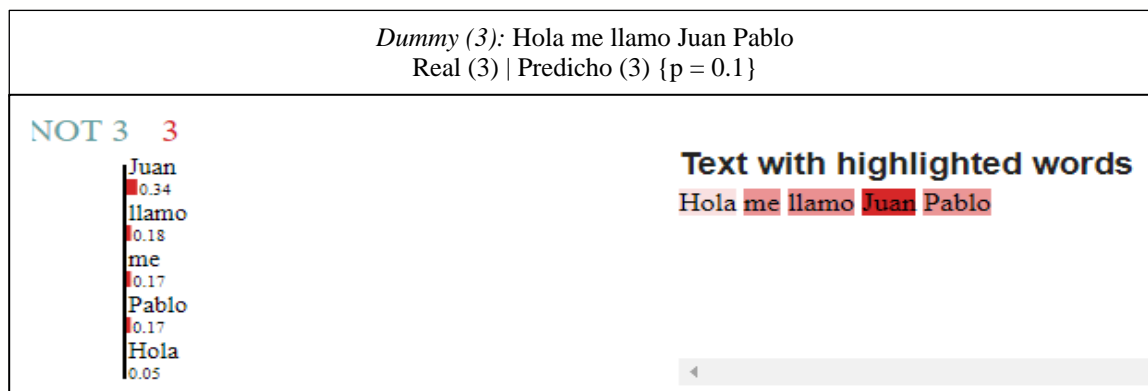 Dummy (3): Hola me llamo Juan Pablo
Real (3) | Predicho (3) {p = 0.1}
NOT 3 3
Juan
0.34
llamo
0.18
me
0.17
Pablo
0.17
Hola
0.05
Text with highlighted words
Hola me llamo Juan Pablo